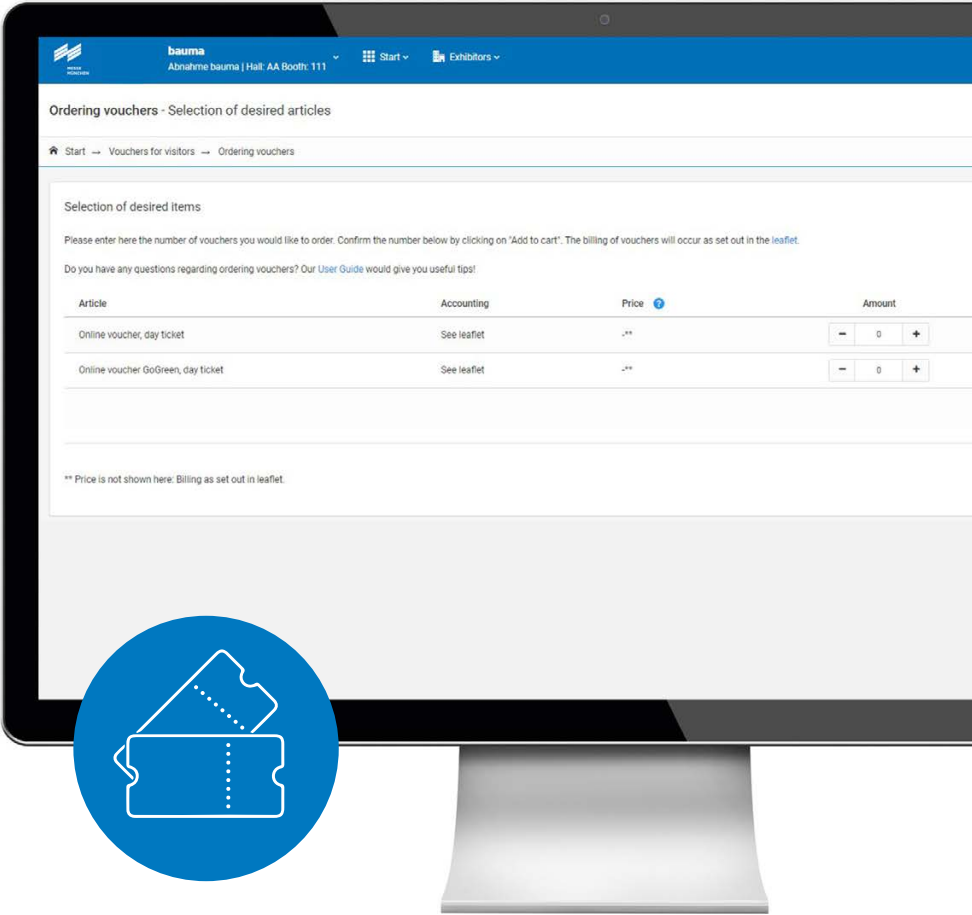 MESSE
MÜNCHEN
bauma
Abnahme bauma | Hall: AA Booth: 111
Start
Exhibitors
Ordering vouchers - Selection of desired articles
Start → Vouchers for visitors → Ordering vouchers
Selection of desired items
Please enter here the number of vouchers you would like to order. Confirm the number below by clicking on "Add to cart". The billing of vouchers will occur as set out in the leaflet.
Do you have any questions regarding ordering vouchers? Our User Guide would give you useful tips!
Article Accounting Price ? Amount
Online voucher, day ticket See leaflet -** − 0 +
Online voucher GoGreen, day ticket See leaflet -** − 0 +
** Price is not shown here: Billing as set out in leaflet.